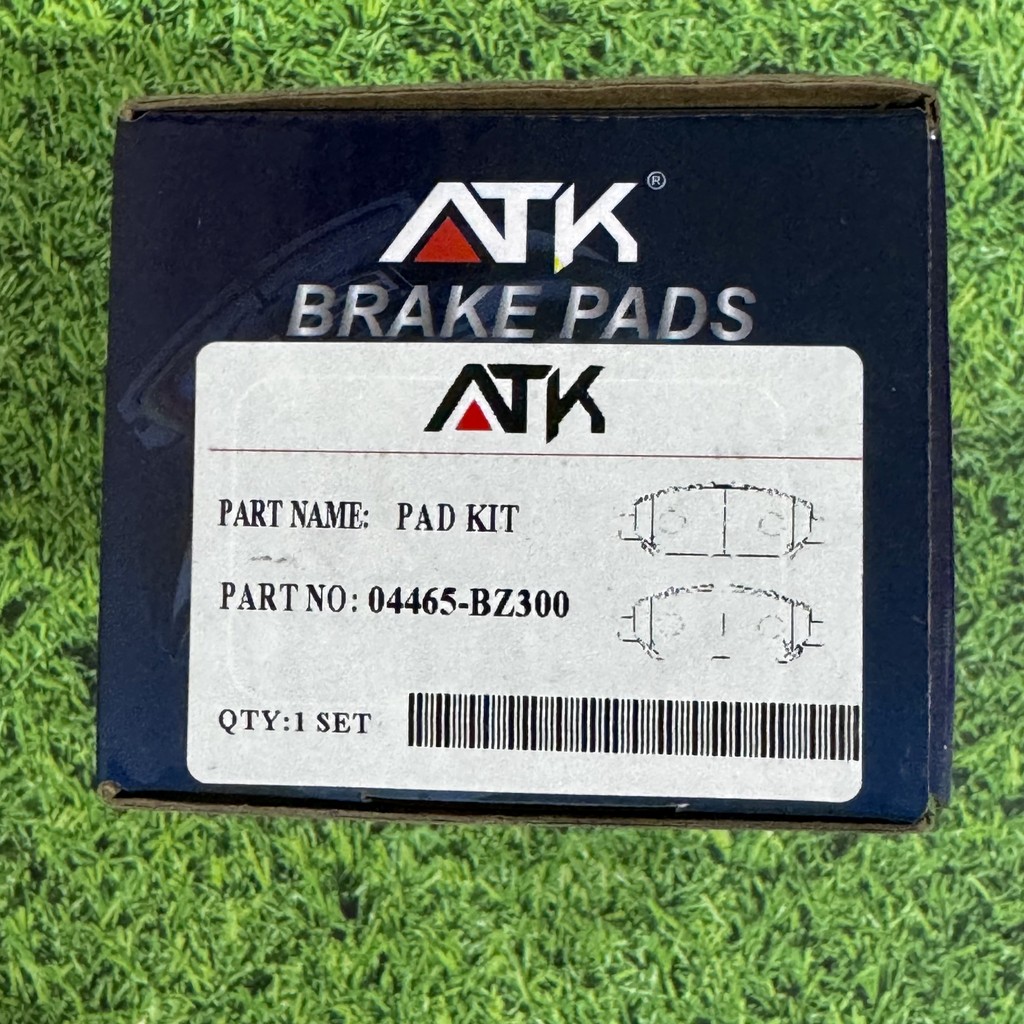 ATK®
BRAKE PADS
ATK
PART NAME: PAD KIT
PART NO: 04465-BZ300
QTY:1 SET